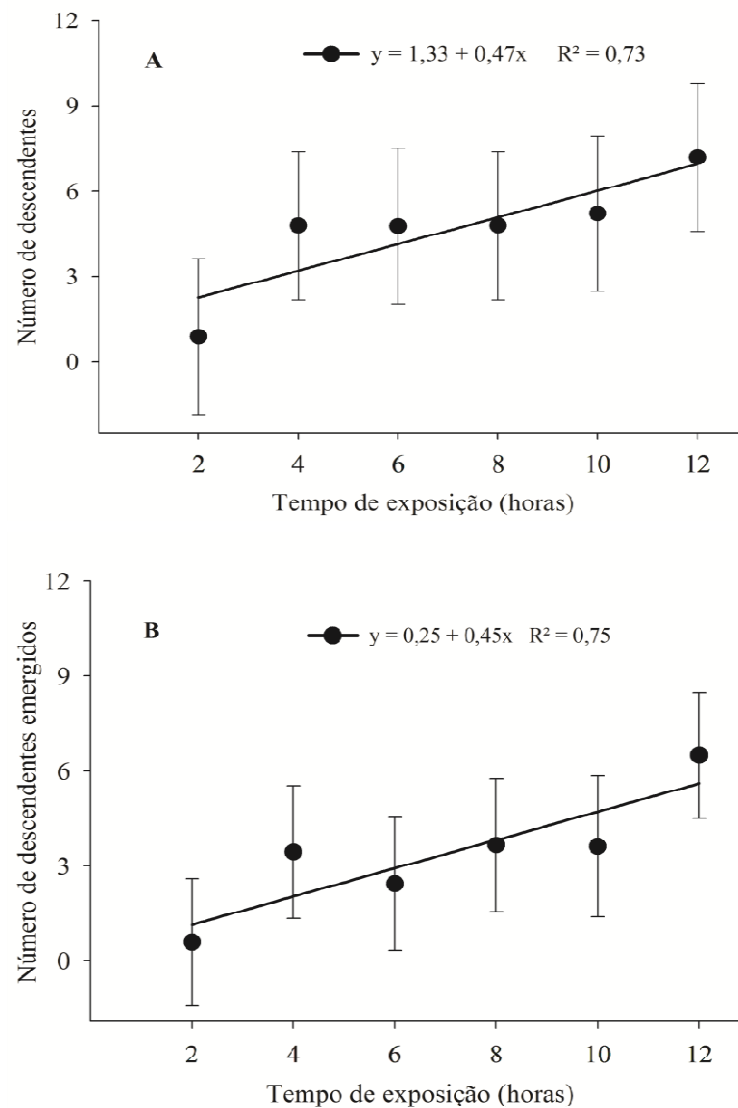 12
A
y = 1,33 + 0,47x R² = 0,73
9
6
3
0
Número de descendentes
2 4 6 8 10 12
Tempo de exposição (horas)
12
B
y = 0,25 + 0,45x R² = 0,75
9
6
3
0
Número de descendentes emergidos
2 4 6 8 10 12
Tempo de exposição (horas)